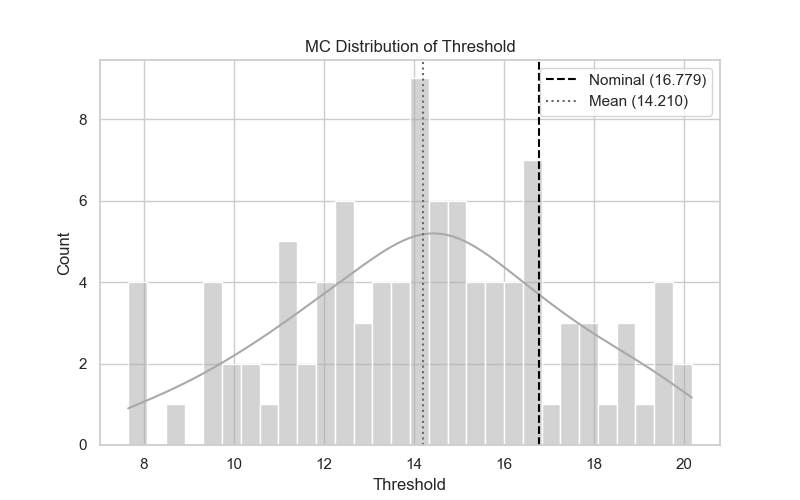 MC Distribution of Threshold
Nominal (16.779)
Mean (14.210)
8
6
4
2
0
Count
8 10 12 14 16 18 20
Threshold